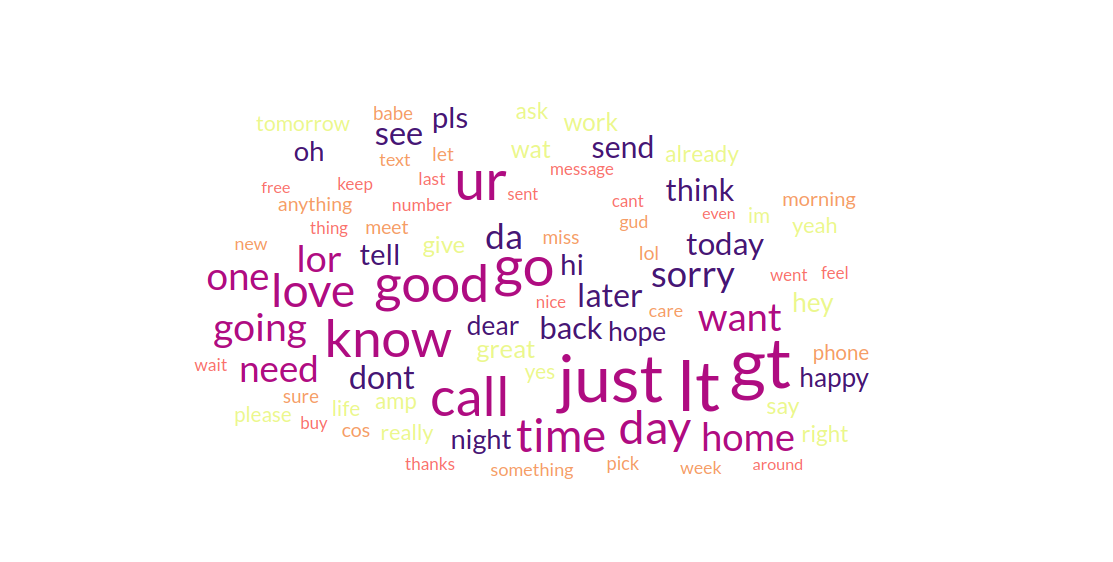 tomorrow babe see pls ask work
oh text let wat send already
free keep last ur sent message think
anything number cant even morning
thing meet gud im yeah
new lor tell give da miss lol today
one love good go hi later sorry went feel
nice care hey
going know dear back hope want
wait need great just lt gt phone
sure dont yes happy
please life amp call say
buy cos really night time day home right
thanks something pick week around